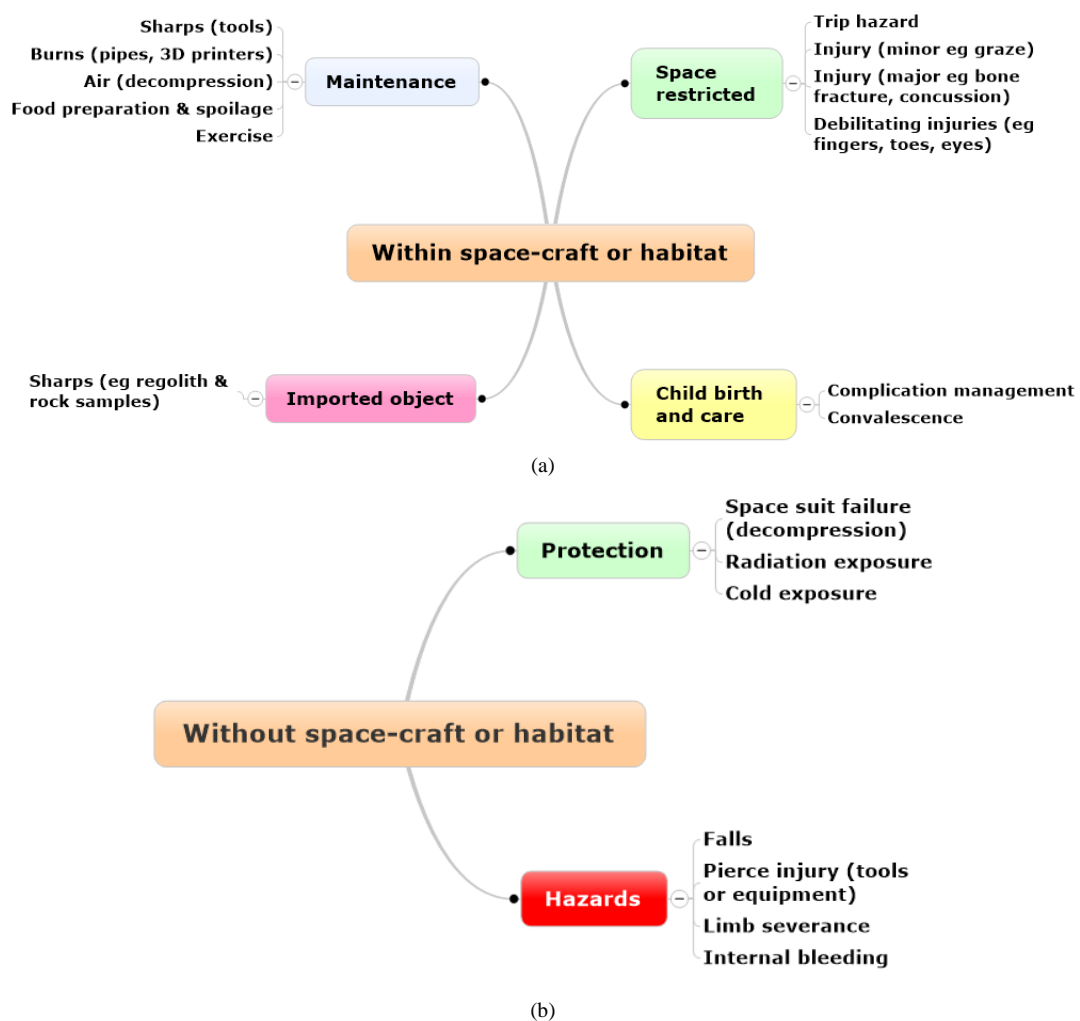 Sharps (tools)
Burns (pipes, 3D printers)
Air (decompression)
Food preparation & spoilage
Exercise
Maintenance
Space
restricted
Trip hazard
Injury (minor eg graze)
Injury (major eg bone
fracture, concussion)
Debilitating injuries (eg
fingers, toes, eyes)
Within space-craft or habitat
Sharps (eg regolith &
rock samples)
Imported object
Child birth
and care
Complication management
Convalescence
(a)
Protection
Space suit failure
(decompression)
Radiation exposure
Cold exposure
Without space-craft or habitat
Hazards
Falls
Pierce injury (tools
or equipment)
Limb severance
Internal bleeding
(b)